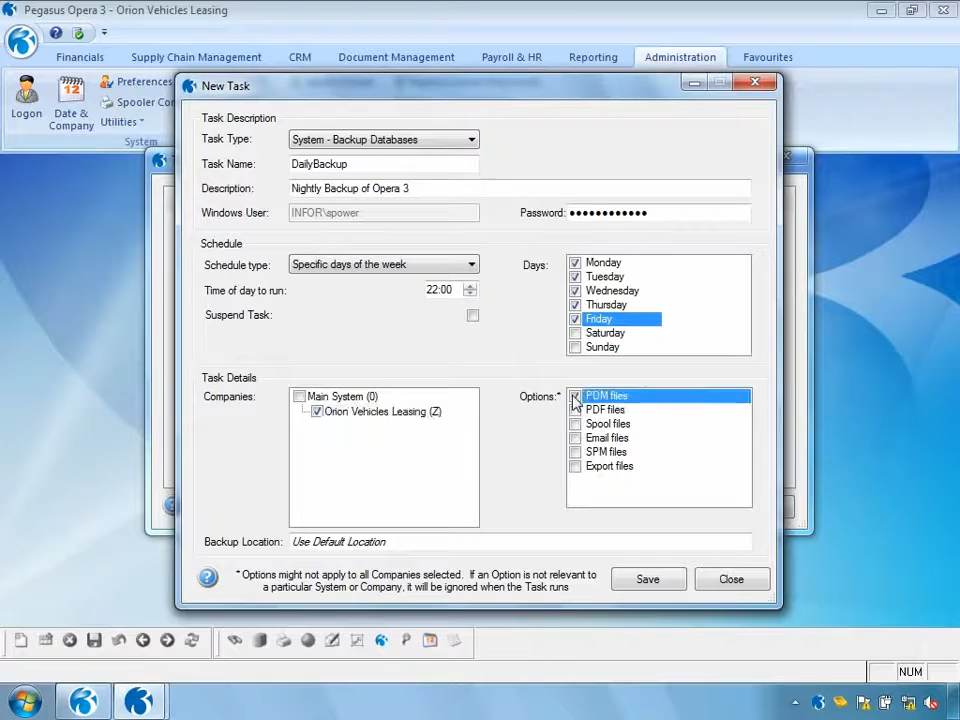 Pegasus Opera 3 - Orion Vehicles Leasing
Financials Supply Chain Management CRM Document Management Payroll & HR Reporting Administration Favourites
Logon
Date & Company
Preferences
Spooler Con
Utilities
System
New Task
Task Description
Task Type: System - Backup Databases
Task Name: DailyBackup
Description: Nightly Backup of Opera 3
Windows User: INFOR\spower Password: ••••••••••••
Schedule
Schedule type: Specific days of the week
Time of day to run: 22:00
Suspend Task:
Days:
Monday
Tuesday
Wednesday
Thursday
Friday
Saturday
Sunday
Task Details
Companies:
Main System (0)
Orion Vehicles Leasing (Z)
Options:*
PDM files
PDF files
Spool files
Email files
SPM files
Export files
Backup Location: Use Default Location
* Options might not apply to all Companies selected. If an Option is not relevant to
a particular System or Company, it will be ignored when the Task runs
Save Close
NUM